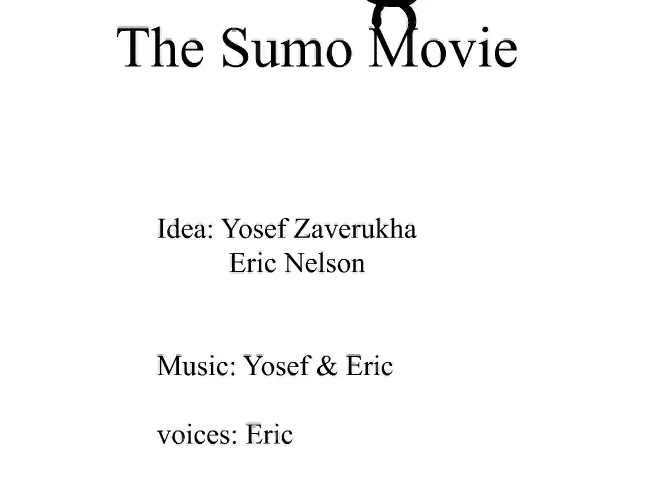 The Sumo Movie
Idea: Yosef Zaverukha
Eric Nelson
Music: Yosef & Eric
voices: Eric